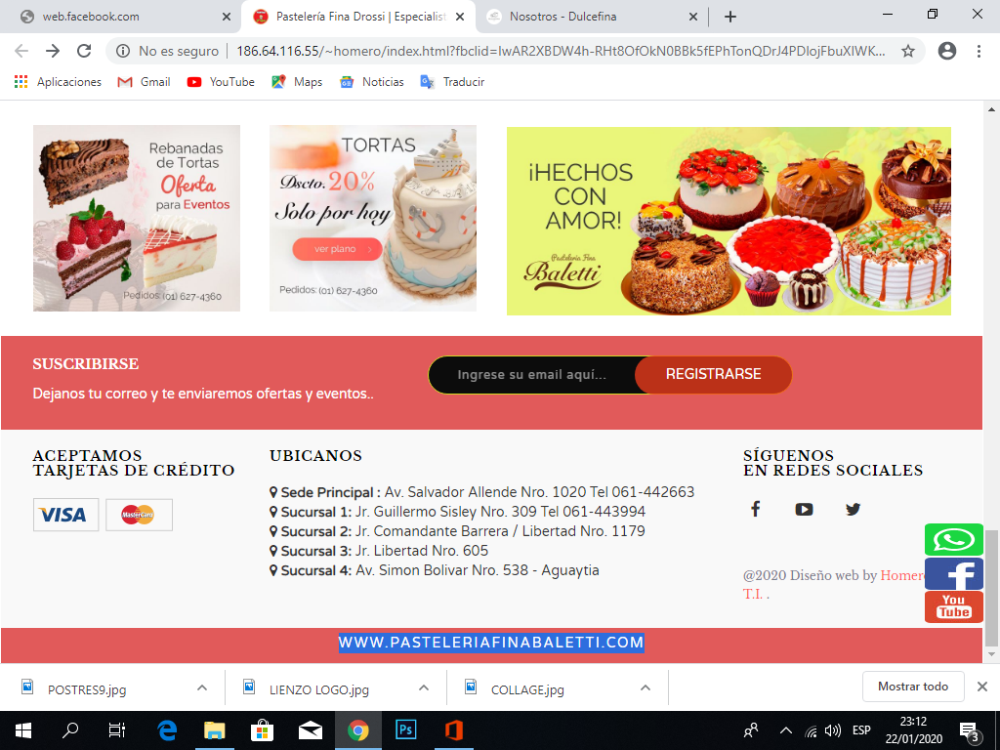 web.facebook.com
Pastelería Fina Drossi | Especialist
Nosotros - Dulcefina
No es seguro
186.64.116.55/~homero/index.html?fbclid=IwAR2XBDW4h-RHt8OfOkN0BBk5fEPhTonQDrJ4PDIojFbuXIWK...
Aplicaciones
Gmail
YouTube
Maps
Noticias
Traducir
Rebanadas
de Tortas
Oferta
para Eventos
Pedidos: (01) 627-4360
TORTAS
Dscto. 20%
Solo por hoy
ver plano
Pedidos: (01) 627-4360
¡HECHOS
CON
AMOR!
Pastelería Fina
Baletti
SUSCRIBIRSE
Dejanos tu correo y te enviaremos ofertas y eventos..
Ingrese su email aquí...
REGISTRARSE
ACEPTAMOS
TARJETAS DE CRÉDITO
VISA
MasterCard
UBICANOS
Sede Principal : Av. Salvador Allende Nro. 1020 Tel 061-442663
Sucursal 1: Jr. Guillermo Sisley Nro. 309 Tel 061-443994
Sucursal 2: Jr. Comandante Barrera / Libertad Nro. 1179
Sucursal 3: Jr. Libertad Nro. 605
Sucursal 4: Av. Simon Bolivar Nro. 538 - Aguaytia
SÍGUENOS
EN REDES SOCIALES
@2020 Diseño web by Homero
T.I. .
You
Tube
WWW.PASTELERIAFINABALETTI.COM
POSTRES9.jpg
LIENZO LOGO.jpg
COLLAGE.jpg
Mostrar todo
Ps
ESP
23:12
22/01/2020
3